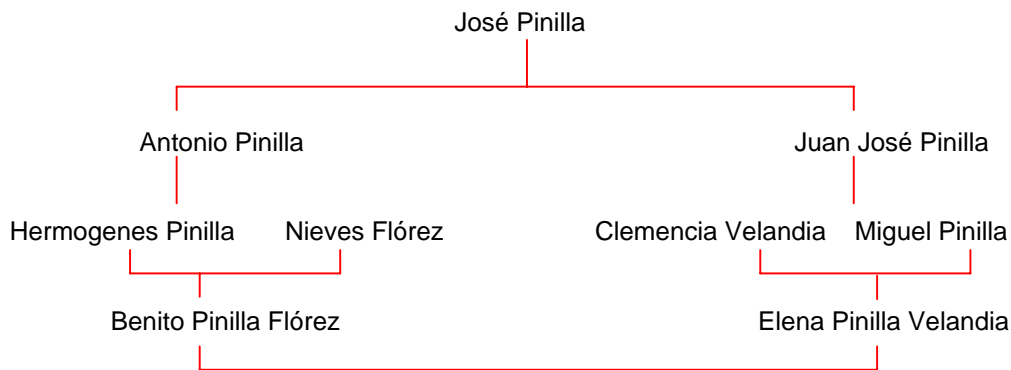 José Pinilla
Antonio Pinilla Juan José Pinilla
Hermogenes Pinilla Nieves Flórez Clemencia Velandia Miguel Pinilla
Benito Pinilla Flórez Elena Pinilla Velandia